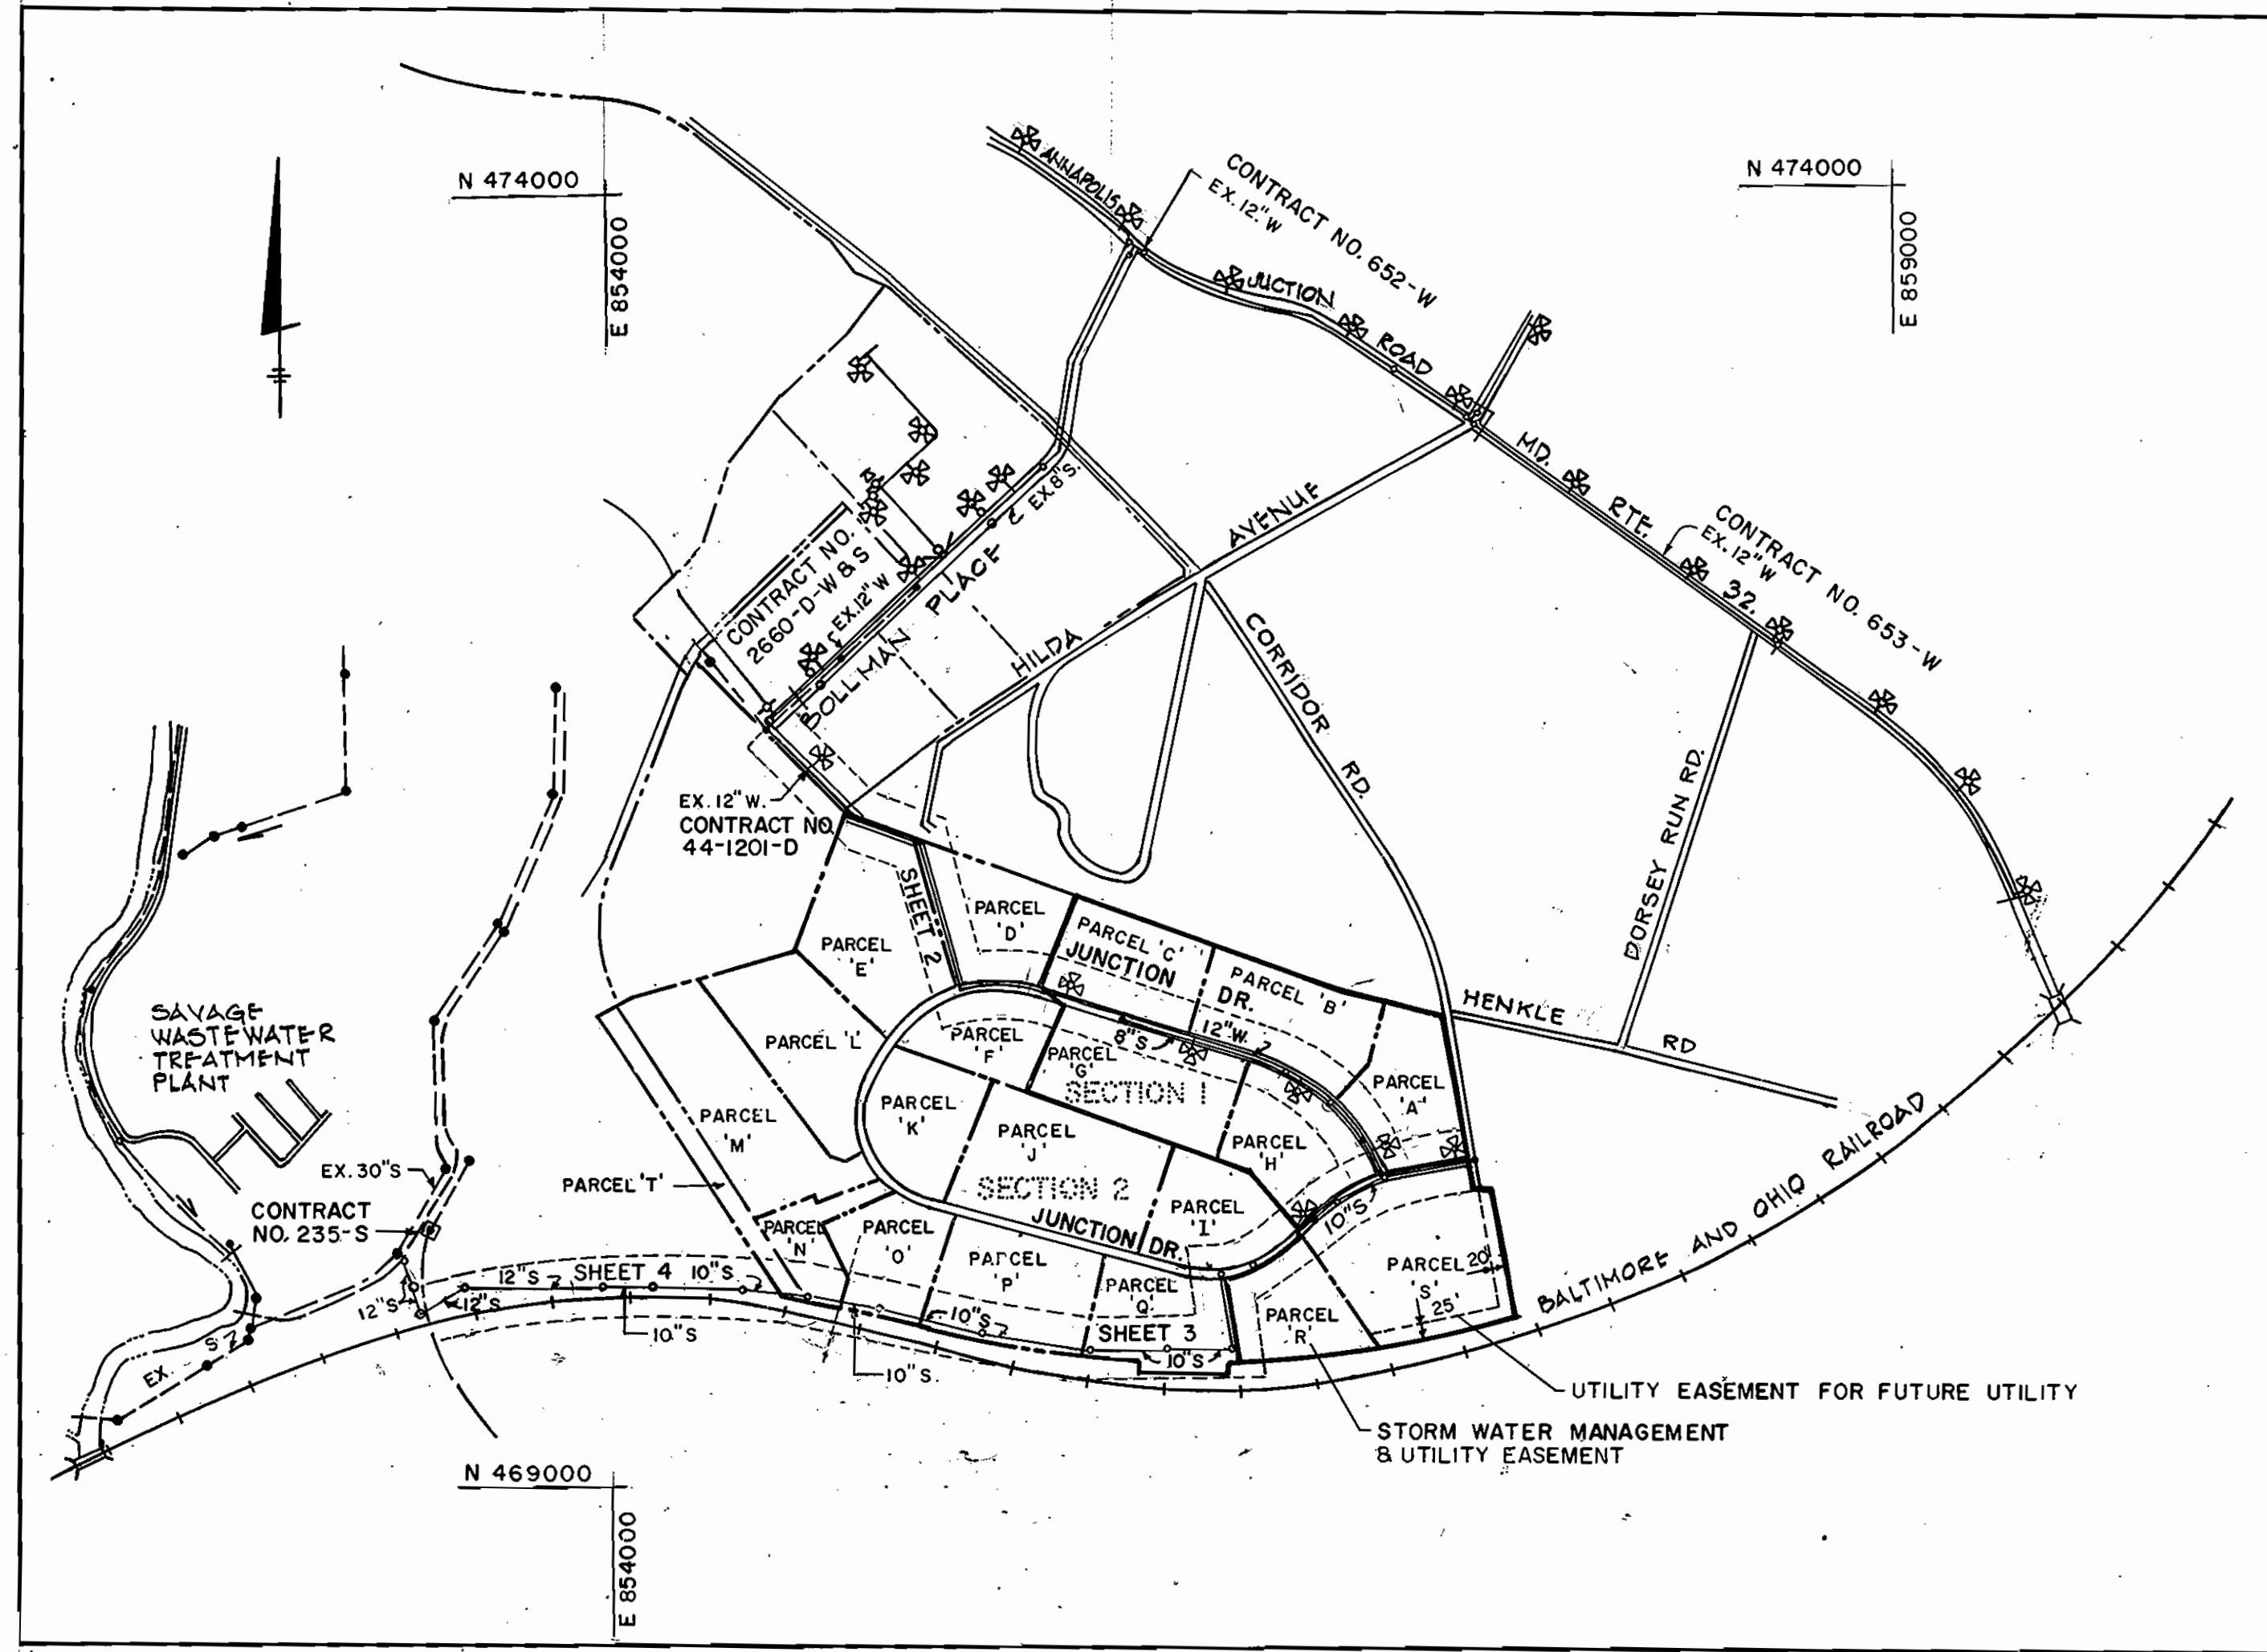 N 474000
E 854000
N 474000
E 859000
ANNAPOLIS
JUCTION
ROAD
CONTRACT NO. 652-W
EX. 12" W
MD.
RTE.
32.
CONTRACT NO. 653-W
EX. 12" W
AVENUE
HILDA
CORRIDOR
RD.
DORSEY RUN RD.
HENKLE
RD
EX. 8"S.
CONTRACT NO.
2660-D-W & S
EX. 12" W
BOLLMAN
PLACE
EX. 12" W.
CONTRACT NO.
44-1201-D
SHEET 2
PARCEL
'D'
PARCEL 'C'
JUNCTION
DR.
PARCEL 'B'
PARCEL
'E'
PARCEL
'F'
8"S
12"W.
PARCEL
'G'
SECTION 1
PARCEL
'A'
PARCEL 'L'
PARCEL
'K'
PARCEL
'M'
PARCEL
'J'
PARCEL
'H'
SECTION 2
PARCEL
'I'
PARCEL 'T'
PARCEL
'N'
PARCEL
'O'
JUNCTION DR.
10"S
PARCEL
'P'
PARCEL
'Q'
PARCEL
'S'
20'
25'
PARCEL
'R'
SAVAGE
WASTEWATER
TREATMENT
PLANT
EX. 30"S
CONTRACT
NO. 235-S
12"S
SHEET 4
10"S
12"S
12"S
10"S
10"S
SHEET 3
10"S
10"S.
EX.
S
BALTIMORE AND OHIO RAILROAD
UTILITY EASEMENT FOR FUTURE UTILITY
STORM WATER MANAGEMENT
& UTILITY EASEMENT
N 469000
E 854000